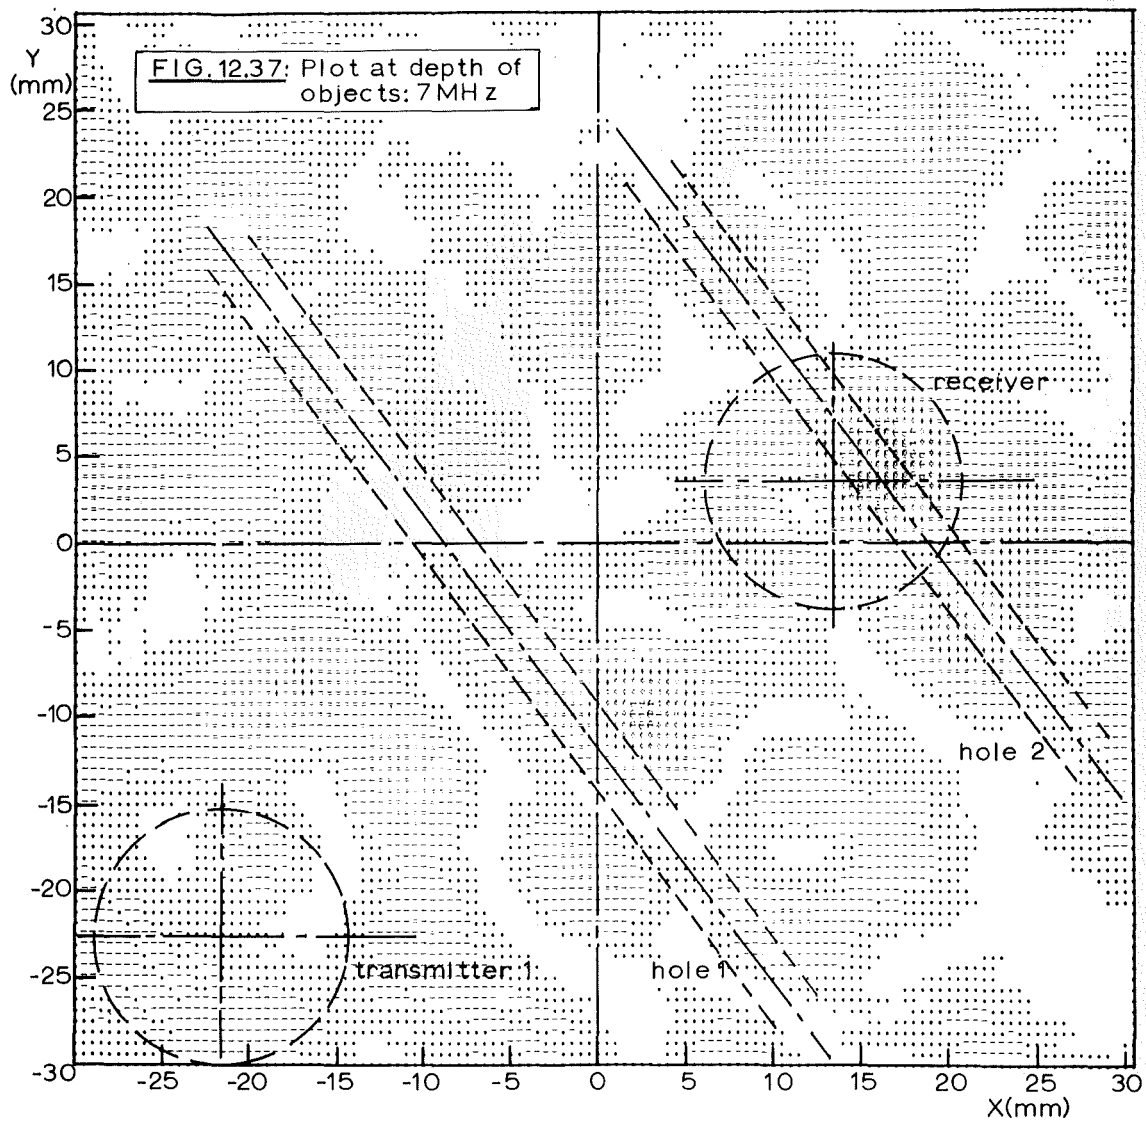 FIG. 12.37: Plot at depth of
objects: 7MHz
Y
(mm)
30
25
20
15
10
5
0
-5
-10
-15
-20
-25
-30
receiver
hole 2
transmitter 1
hole 1
-25
-20
-15
-10
-5
0
5
10
15
20
25
30
X(mm)